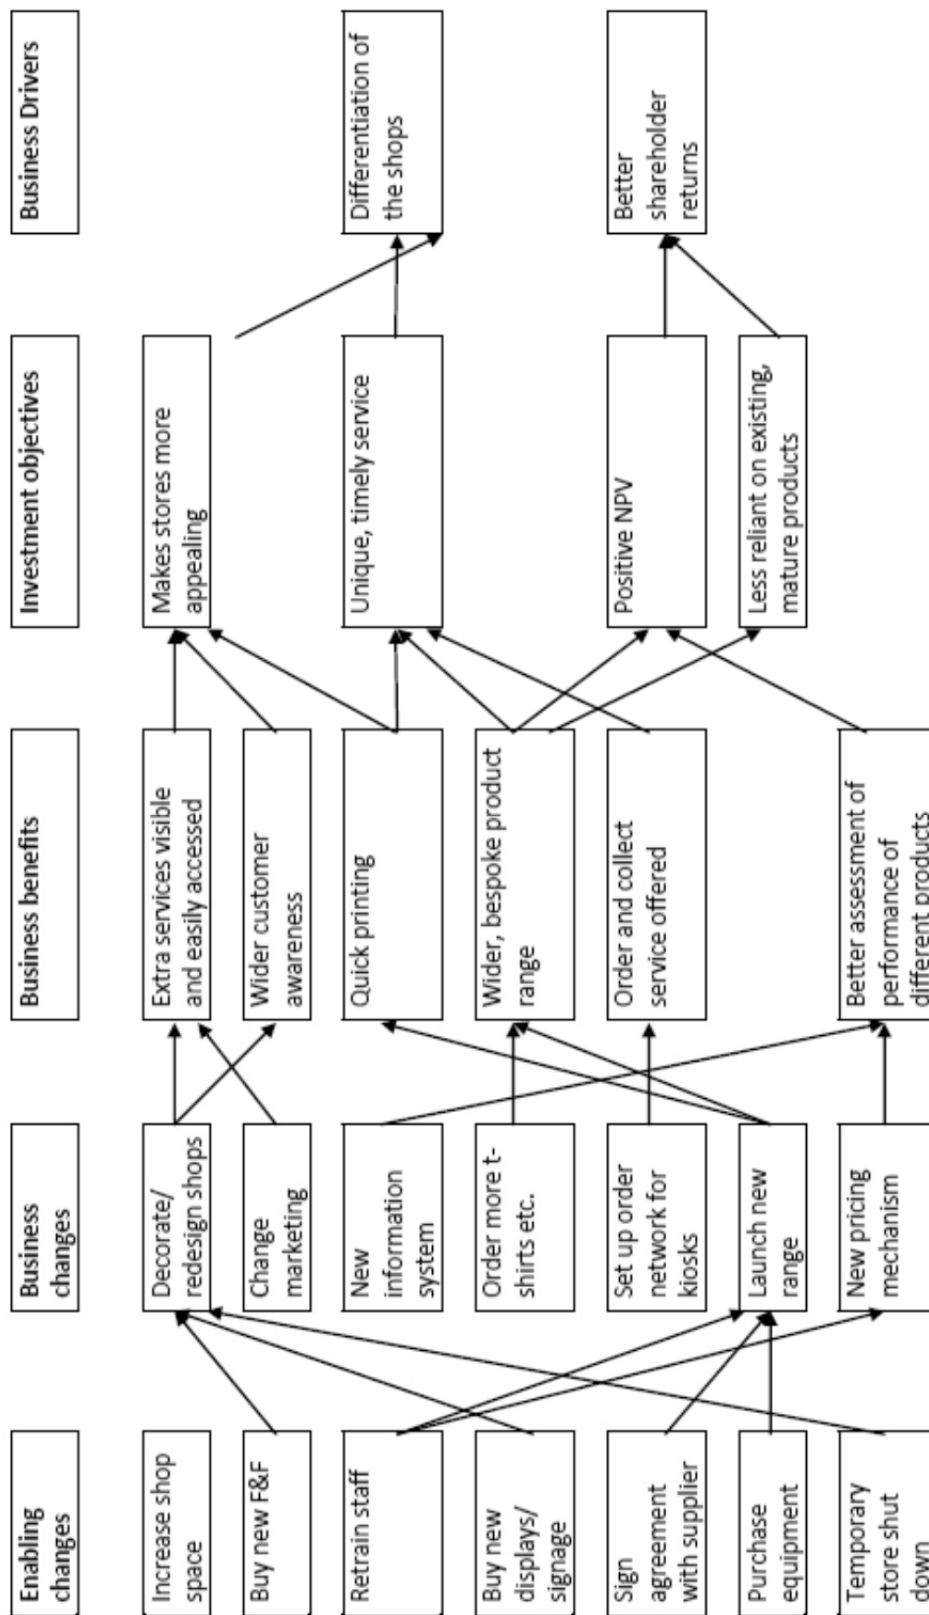 Enabling
changes
Business
changes
Business benefits
Investment objectives
Business Drivers
Increase shop
space
Decorate/
redesign shops
Extra services visible
and easily accessed
Makes stores more
appealing
Buy new F&F
Change
marketing
Wider customer
awareness
Retrain staff
New
information
system
Quick printing
Unique, timely service
Differentiation of
the shops
Buy new
displays/
signage
Order more t-
shirts etc.
Wider, bespoke product
range
Sign
agreement
with supplier
Set up order
network for
kiosks
Order and collect
service offered
Positive NPV
Better
shareholder
returns
Purchase
equipment
Launch new
range
Less reliant on existing,
mature products
Temporary
store shut
down
New pricing
mechanism
Better assessment of
performance of
different products